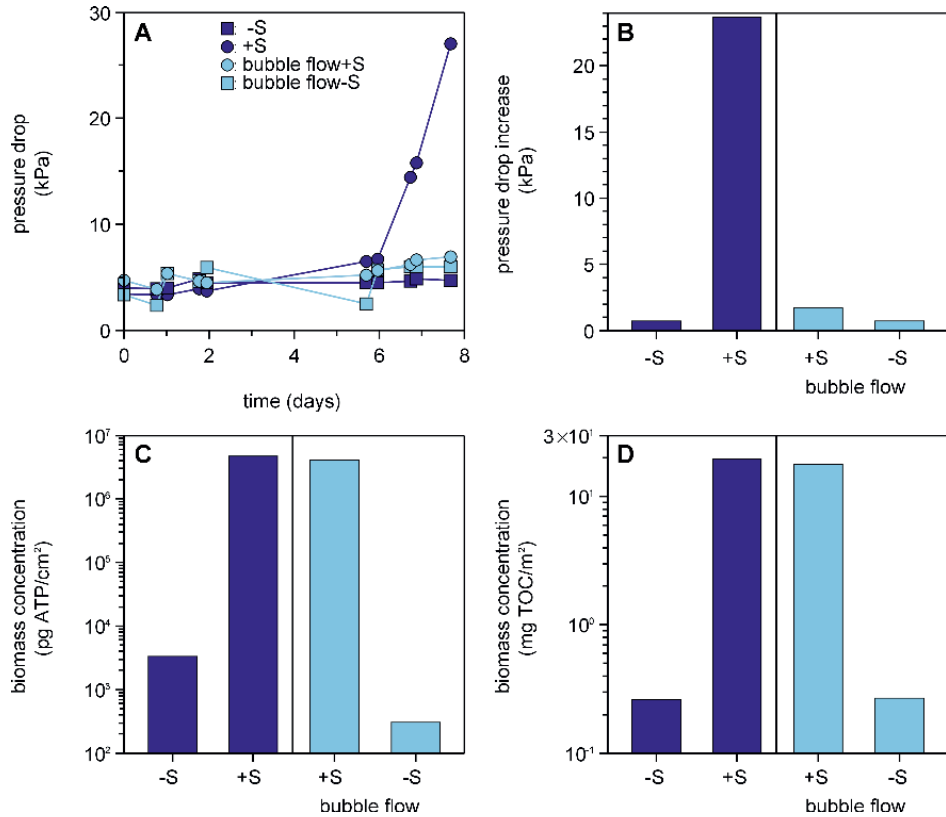 A
-S
+S
bubble flow+S
bubble flow-S
30
20
10
0
pressure drop
(kPa)
0 2 4 6 8
time (days)
B
20
15
10
5
0
pressure drop increase
(kPa)
-S +S +S -S
bubble flow
C
10⁷
10⁶
10⁵
10⁴
10³
10²
biomass concentration
(pg ATP/cm²)
-S +S +S -S
bubble flow
D
3×10¹
10¹
10⁰
10⁻¹
biomass concentration
(mg TOC/m²)
-S +S +S -S
bubble flow